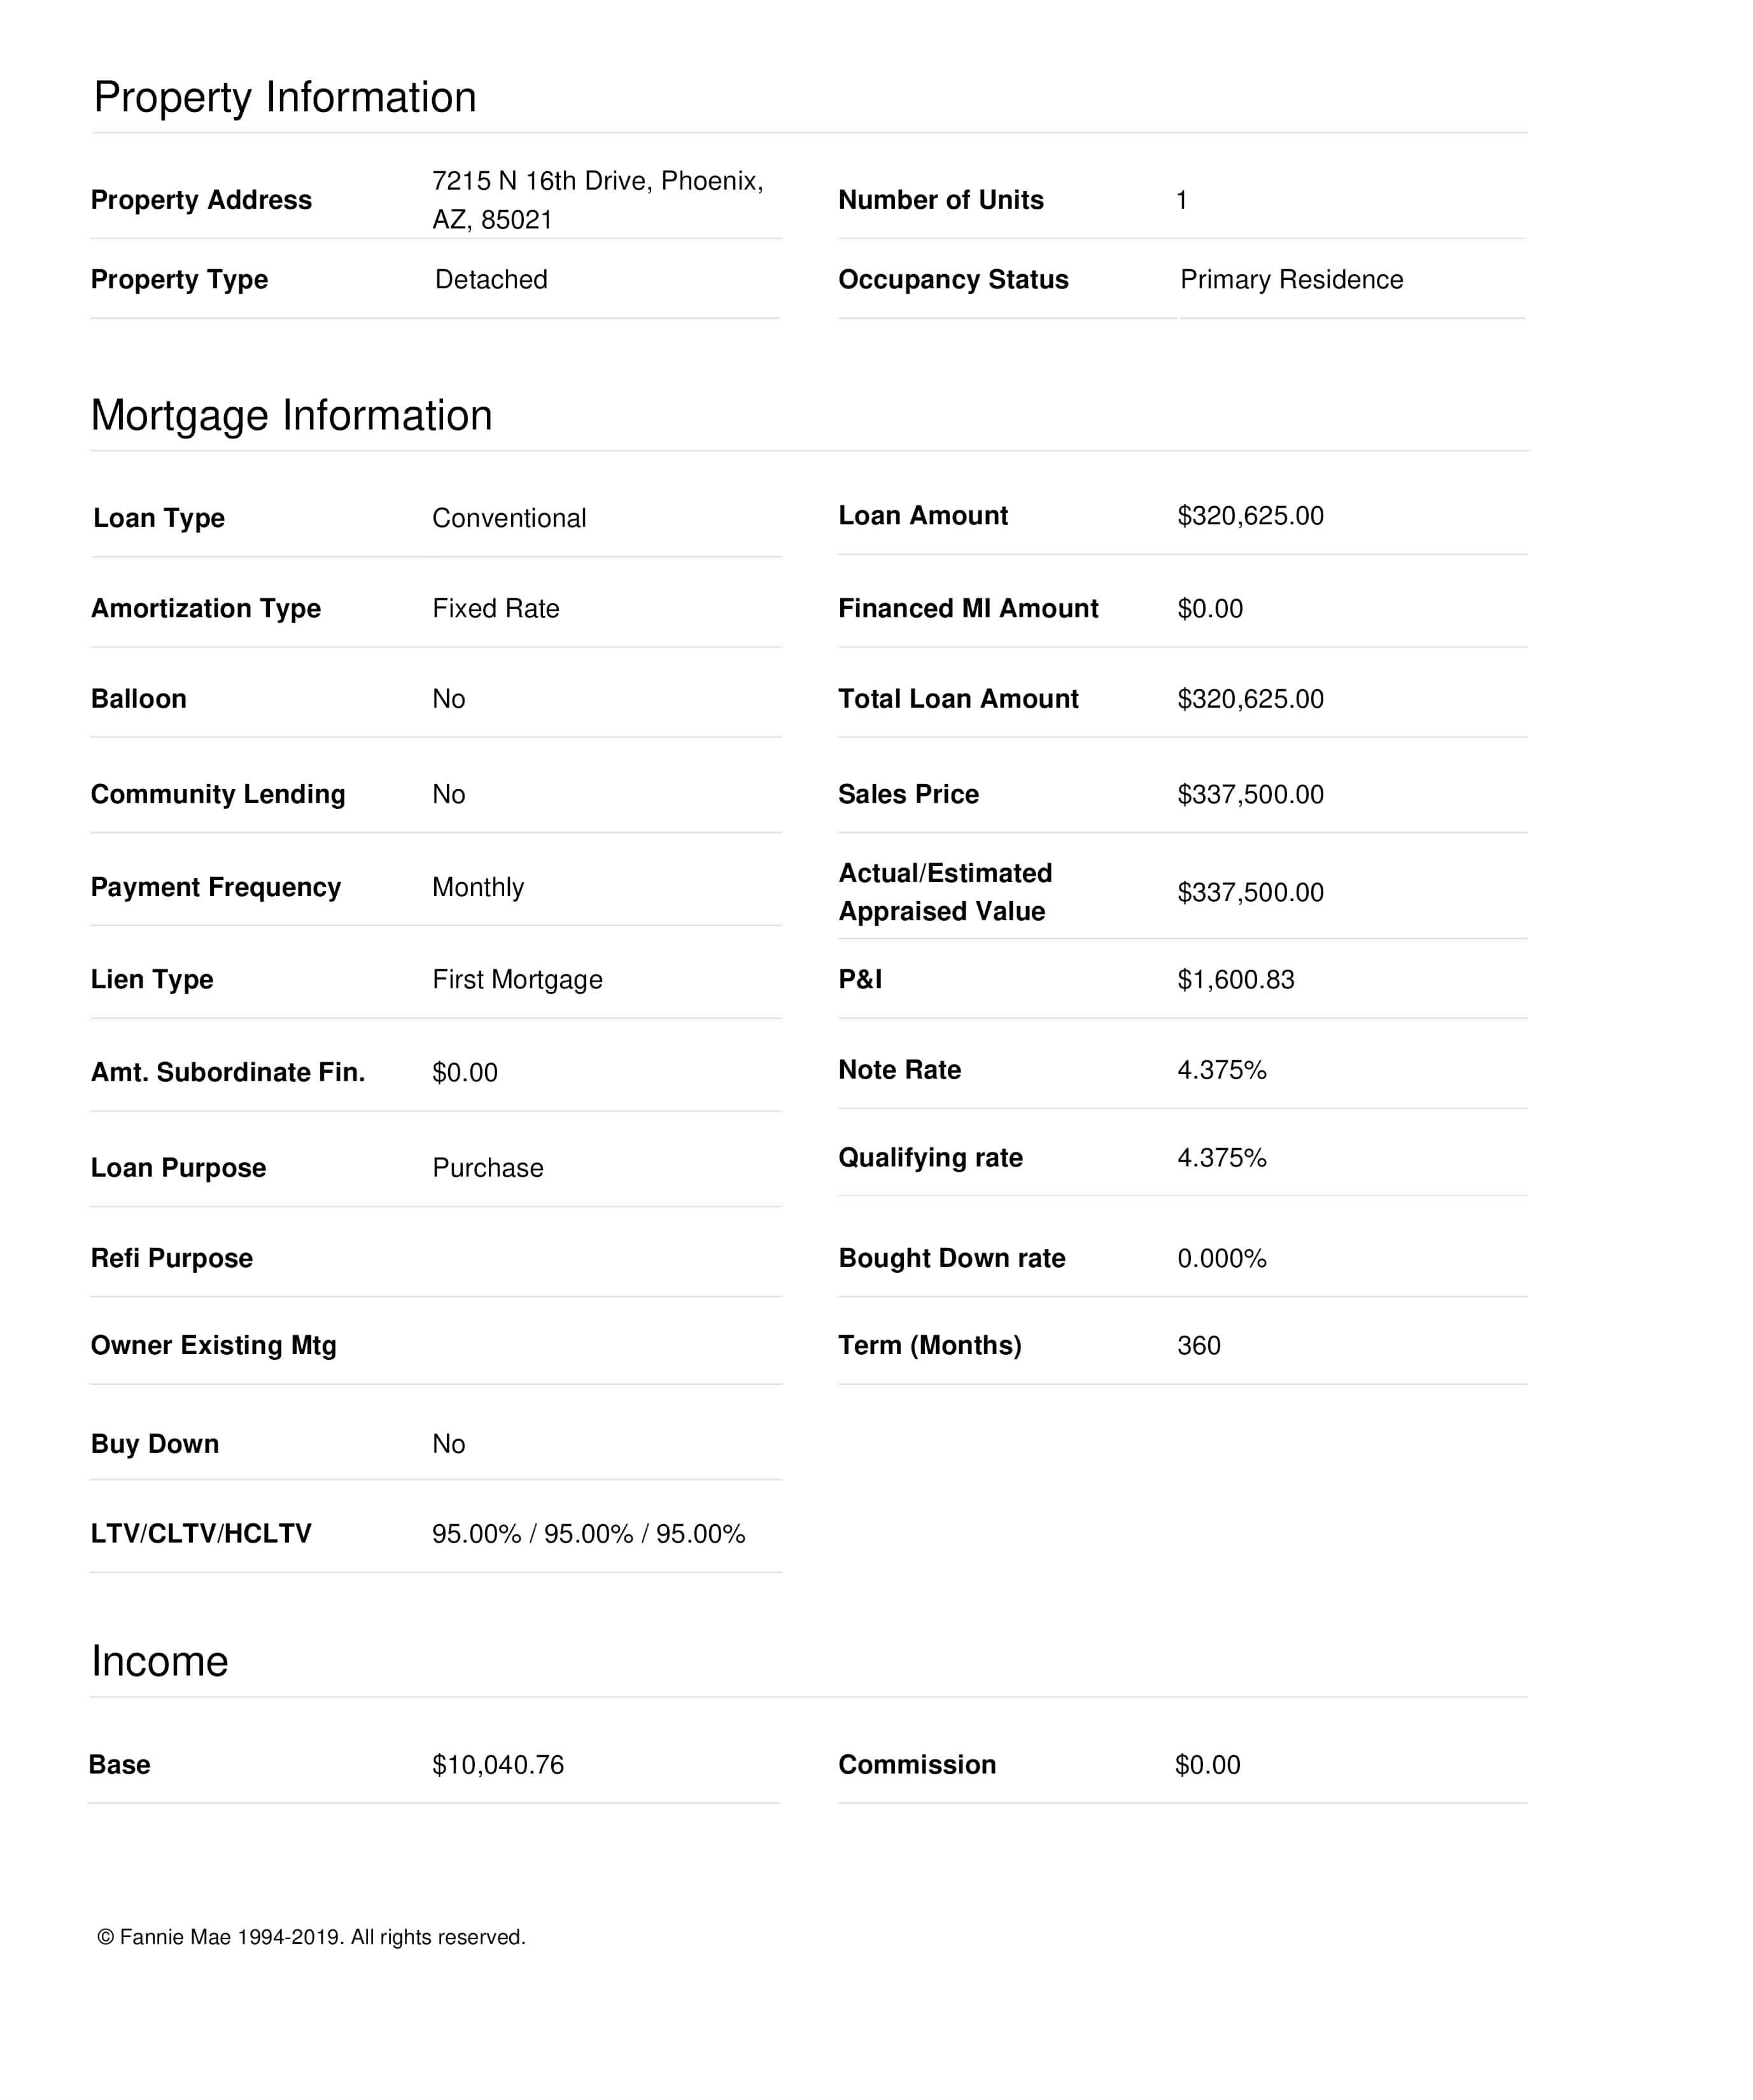 Property Information
Property Address 7215 N 16th Drive, Phoenix, AZ, 85021 Number of Units 1
Property Type Detached Occupancy Status Primary Residence
Mortgage Information
Loan Type Conventional Loan Amount $320,625.00
Amortization Type Fixed Rate Financed MI Amount $0.00
Balloon No Total Loan Amount $320,625.00
Community Lending No Sales Price $337,500.00
Payment Frequency Monthly Actual/Estimated Appraised Value $337,500.00
Lien Type First Mortgage P&I $1,600.83
Amt. Subordinate Fin. $0.00 Note Rate 4.375%
Loan Purpose Purchase Qualifying rate 4.375%
Refi Purpose Bought Down rate 0.000%
Owner Existing Mtg Term (Months) 360
Buy Down No
LTV/CLTV/HCLTV 95.00% / 95.00% / 95.00%
Income
Base $10,040.76 Commission $0.00
© Fannie Mae 1994-2019. All rights reserved.